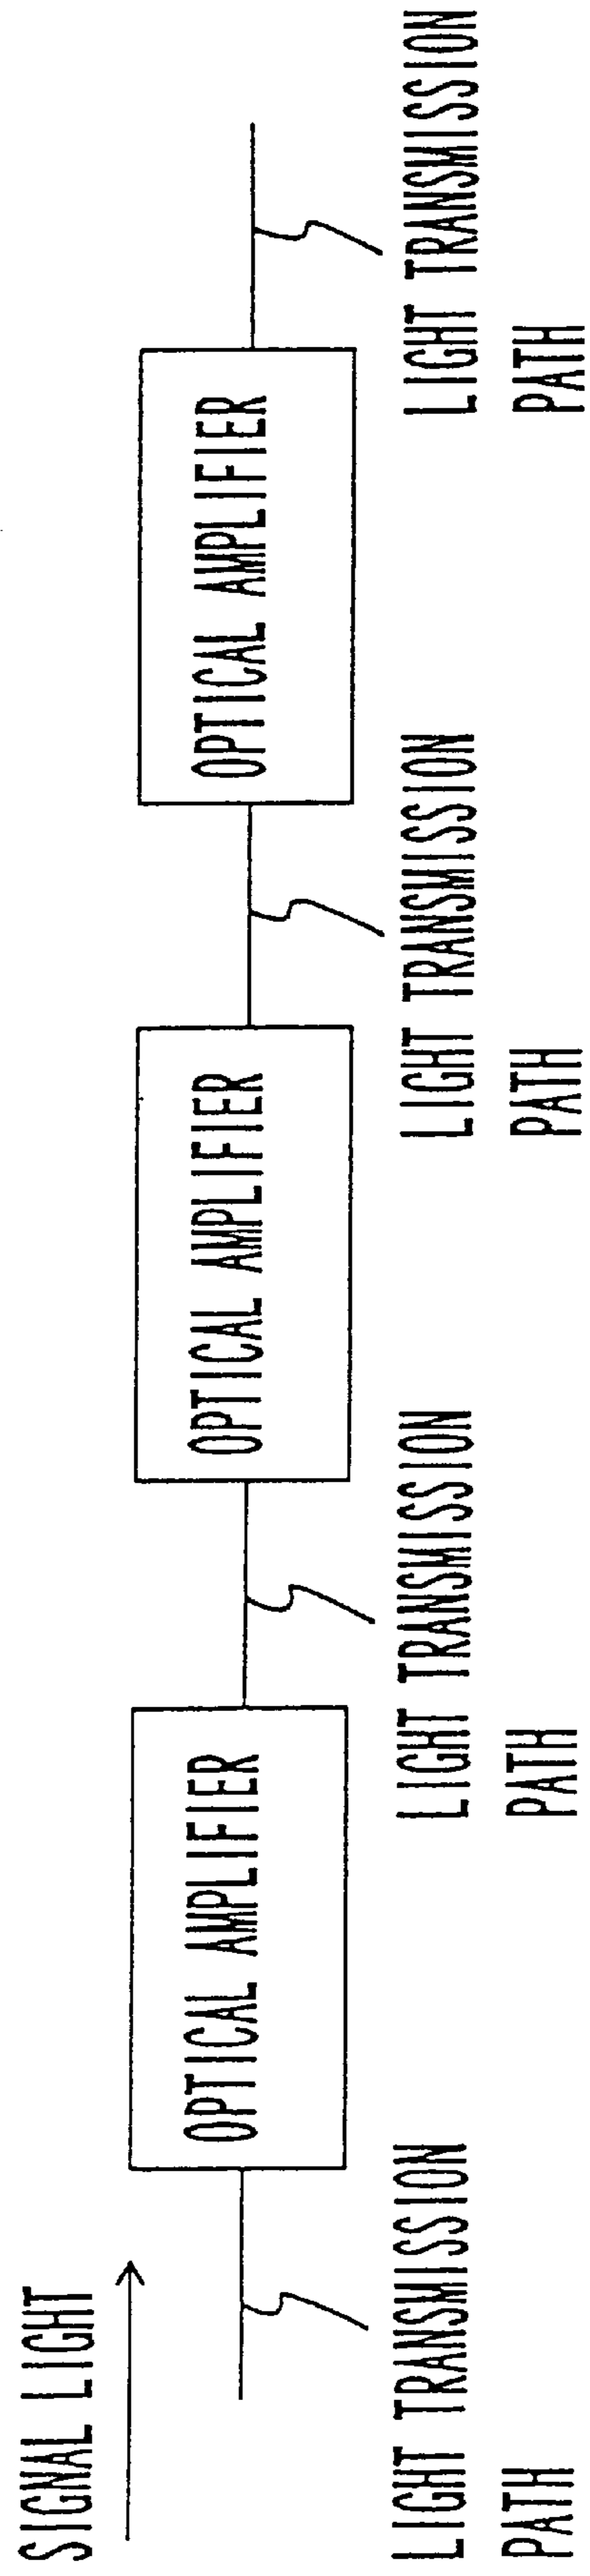 SIGNAL LIGHT
OPTICAL AMPLIFIER
OPTICAL AMPLIFIER
OPTICAL AMPLIFIER
LIGHT TRANSMISSION
PATH
LIGHT TRANSMISSION
PATH
LIGHT TRANSMISSION
PATH
LIGHT TRANSMISSION
PATH